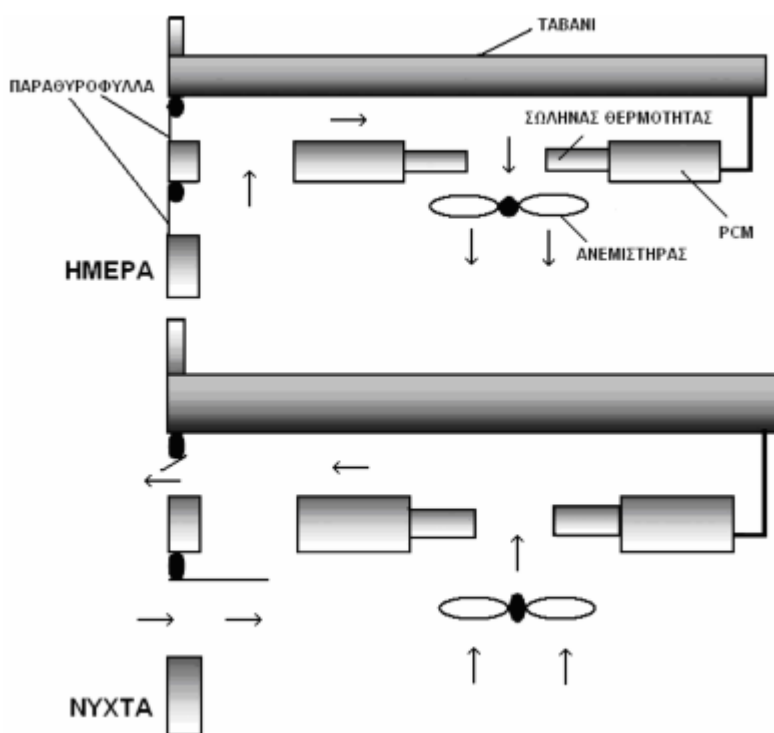 ΤΑΒΑΝΙ
ΠΑΡΑΘΥΡΟΦΥΛΛΑ
ΣΩΛΗΝΑΣ ΘΕΡΜΟΤΗΤΑΣ
PCM
ΑΝΕΜΙΣΤΗΡΑΣ
ΗΜΕΡΑ
ΝΥΧΤΑ